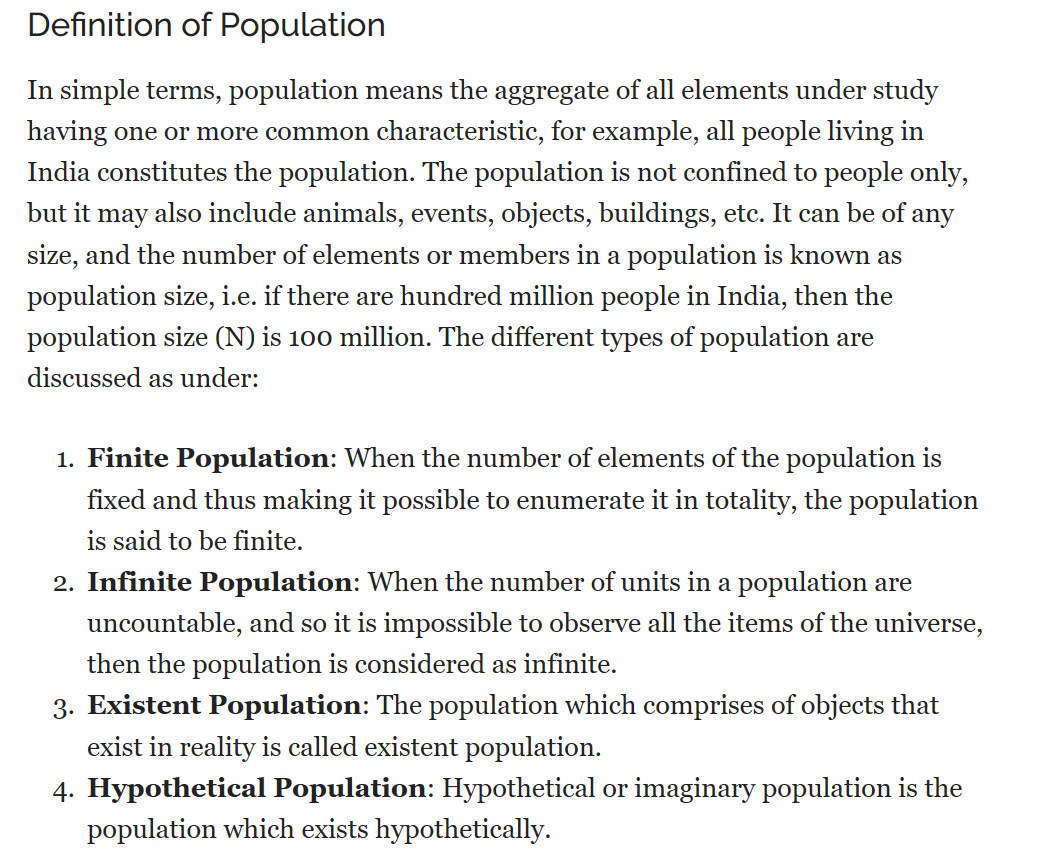 Definition of Population
In simple terms, population means the aggregate of all elements under study
having one or more common characteristic, for example, all people living in
India constitutes the population. The population is not confined to people only,
but it may also include animals, events, objects, buildings, etc. It can be of any
size, and the number of elements or members in a population is known as
population size, i.e. if there are hundred million people in India, then the
population size (N) is 100 million. The different types of population are
discussed as under:
1. Finite Population: When the number of elements of the population is
fixed and thus making it possible to enumerate it in totality, the population
is said to be finite.
2. Infinite Population: When the number of units in a population are
uncountable, and so it is impossible to observe all the items of the universe,
then the population is considered as infinite.
3. Existent Population: The population which comprises of objects that
exist in reality is called existent population.
4. Hypothetical Population: Hypothetical or imaginary population is the
population which exists hypothetically.